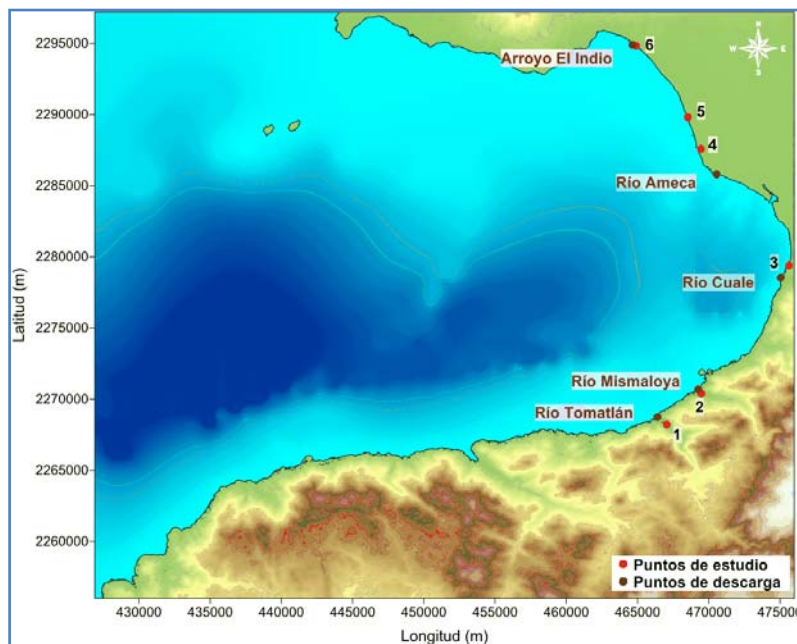 2295000
2290000
2285000
2280000
2275000
2270000
2265000
2260000
Latitud (m)
N
W E
S
Arroyo El Indio
6
5
4
Río Ameca
3
Río Cuale
Río Mismaloya
2
Río Tomatlán
1
Puntos de estudio
Puntos de descarga
430000 435000 440000 445000 450000 455000 460000 465000 470000 475000
Longitud (m)